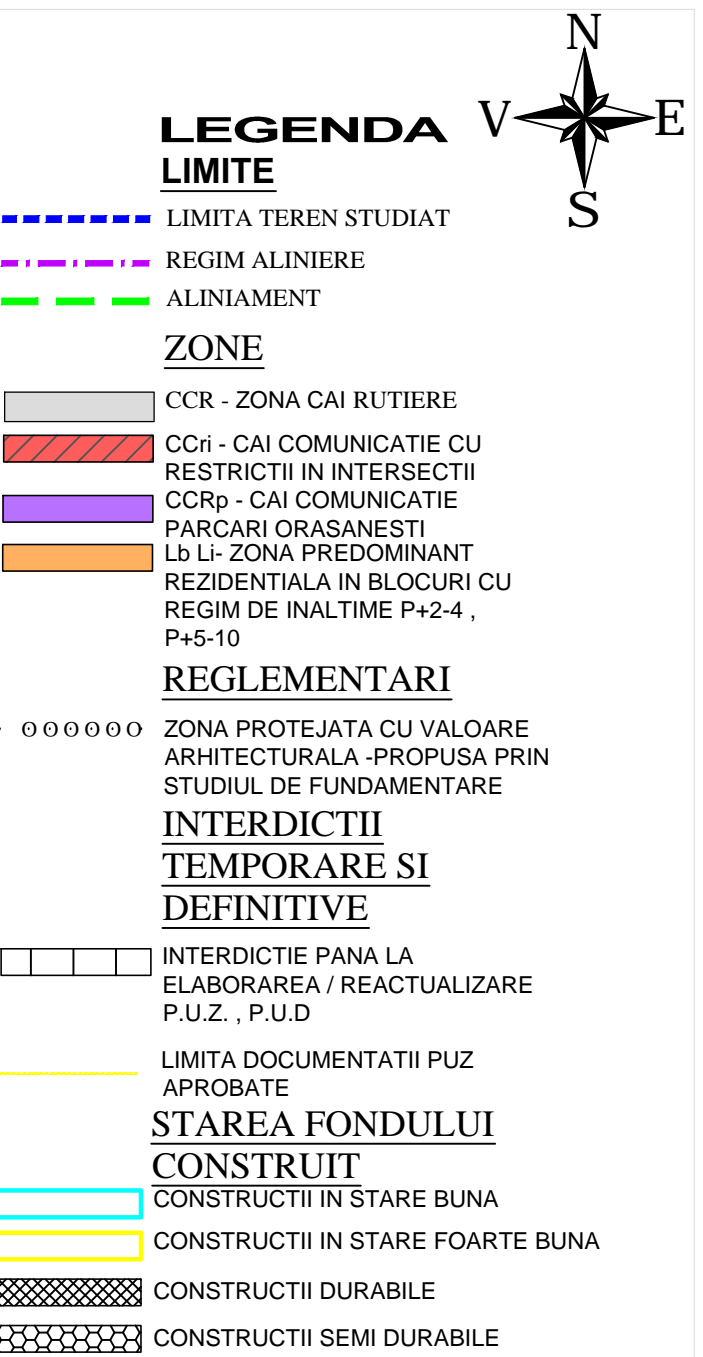 N
V
E
S
LEGENDA
LIMITE
LIMITA TEREN STUDIAT
REGIM ALINIERE
ALINIAMENT
ZONE
CCR - ZONA CAI RUTIERE
CCri - CAI COMUNICATIE CU
RESTRICTII IN INTERSECTII
CCRp - CAI COMUNICATIE
PARCARI ORASANESTI
Lb Li- ZONA PREDOMINANT
REZIDENTIALA IN BLOCURI CU
REGIM DE INALTIME P+2-4 ,
P+5-10
REGLEMENTARI
ZONA PROTEJATA CU VALOARE
ARHITECTURALA -PROPUSA PRIN
STUDIUL DE FUNDAMENTARE
INTERDICTII
TEMPORARE SI
DEFINITIVE
INTERDICTIE PANA LA
ELABORAREA / REACTUALIZARE
P.U.Z. , P.U.D
LIMITA DOCUMENTATII PUZ
APROBATE
STAREA FONDULUI
CONSTRUIT
CONSTRUCTII IN STARE BUNA
CONSTRUCTII IN STARE FOARTE BUNA
CONSTRUCTII DURABILE
CONSTRUCTII SEMI DURABILE